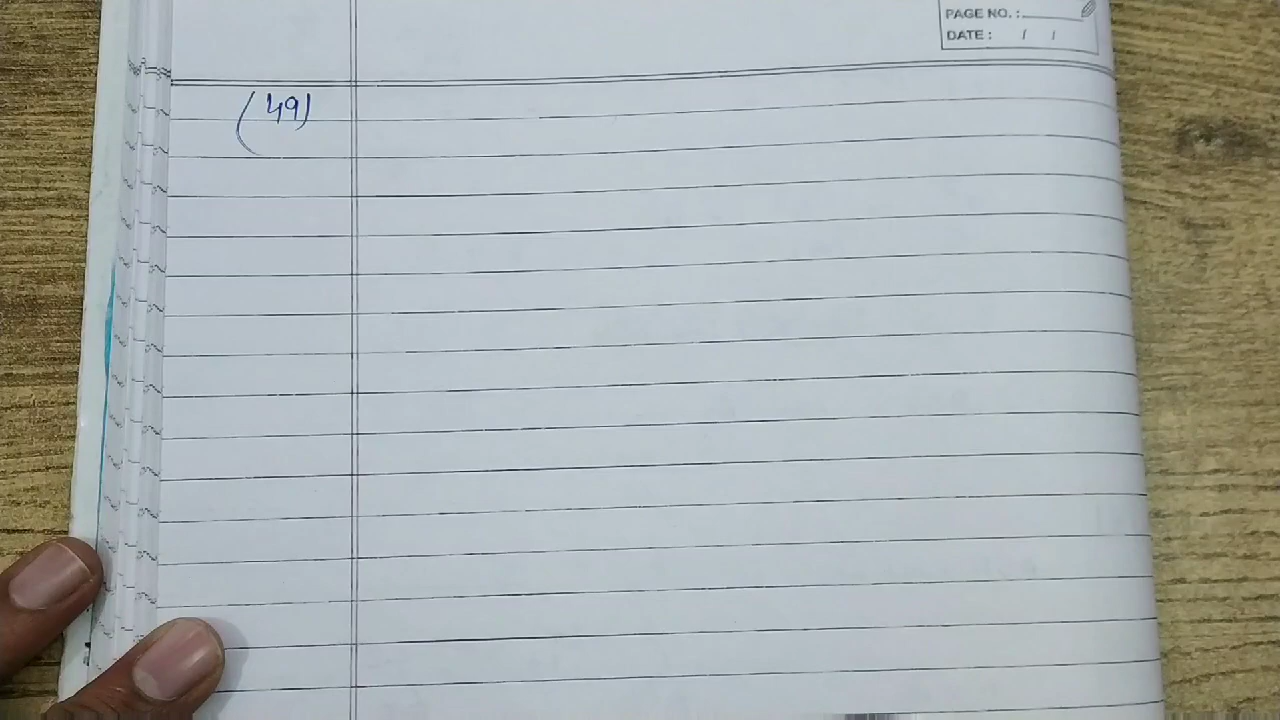 PAGE NO. :
DATE : / /
(49)